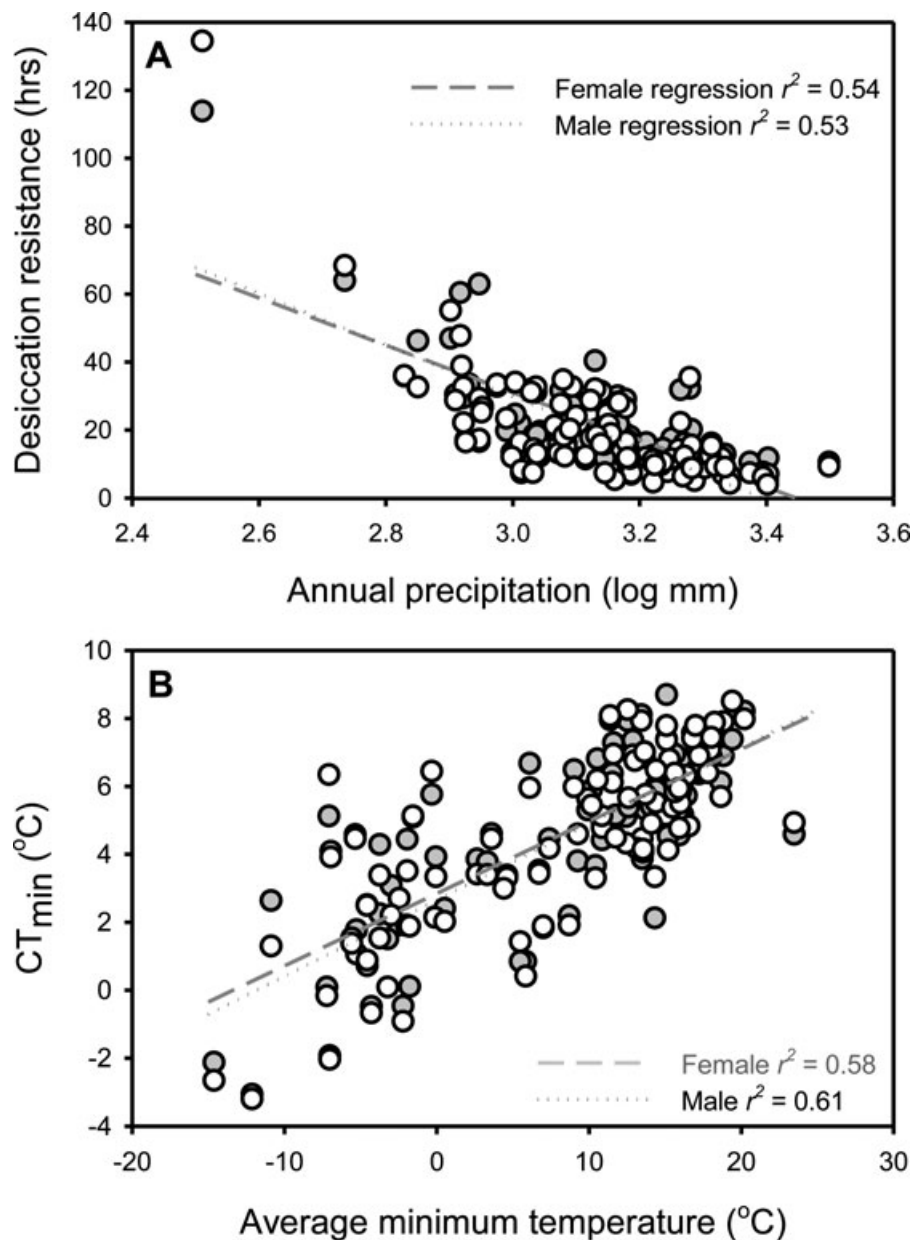 A
Desiccation resistance (hrs)
140
120
100
80
60
40
20
0
Female regression r² = 0.54
Male regression r² = 0.53
2.4 2.6 2.8 3.0 3.2 3.4 3.6
Annual precipitation (log mm)
B
CTmin (°C)
10
8
6
4
2
0
-2
-4
Female r² = 0.58
Male r² = 0.61
-20 -10 0 10 20 30
Average minimum temperature (°C)